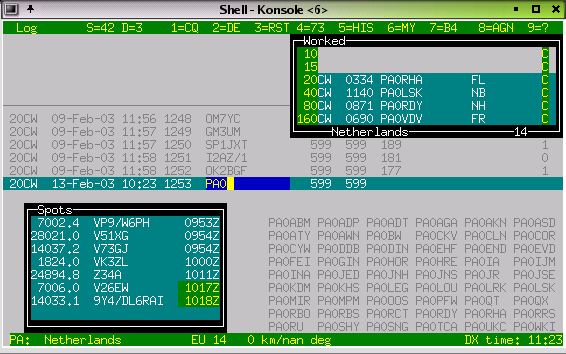 Shell - Konsole <6>
Log S=42 D=3 1=CQ 2=DE 3=RST 4=73 5=HIS 6=MY 7=B4 8=AGN 9=?
Worked
10 C
15 C
20CW 0334 PA0RHA FL C
40CW 1140 PA0LSK NB C
80CW 0871 PA0RDY NH C
160CW 0690 PA0VDV FR C
Netherlands 14
20CW 09-Feb-03 11:56 1248 OM7YC
20CW 09-Feb-03 11:57 1249 GM3UM
20CW 09-Feb-03 11:57 1250 SP1JXT 599 599 189 1
20CW 09-Feb-03 11:58 1251 I2AZ/1 599 599 181 0
20CW 09-Feb-03 11:58 1252 OK2BGF 599 599 177 1
20CW 13-Feb-03 10:23 1253 PA0 599 599
Spots
7002.4 VP9/W6PH 0953Z
28021.0 V51XG 0954Z
14037.2 V73GJ 0954Z
1824.0 VK3ZL 1000Z
24894.8 Z34A 1011Z
7006.0 V26EW 1017Z
14033.1 9Y4/DL6RAI 1018Z
PA0ABM PA0ADP PA0ADT PA0AGA PA0AKN PA0ASD
PA0ATY PA0AWN PA0BW PA0CKV PA0CLN PA0COR
PA0CYW PA0DDB PA0DIN PA0EHF PA0END PA0EVD
PA0FEI PA0GIN PA0HOR PA0HRE PA0IA PA0IJM
PA0INA PA0JED PA0JNH PA0JNS PA0JR PA0JSE
PA0KDM PA0KHS PA0LEG PA0LOU PA0LRK PA0LSK
PA0MIR PA0MPM PA0OOS PA0PFW PA0QT PA0QX
PA0RBO PA0RBS PA0RCT PA0RDY PA0RHA PA0RRS
PA0RU PA0SHY PA0SNG PA0TCA PA0UKC PA0WKI
PA: Netherlands EU 14 0 km/nan deg DX time: 11:23